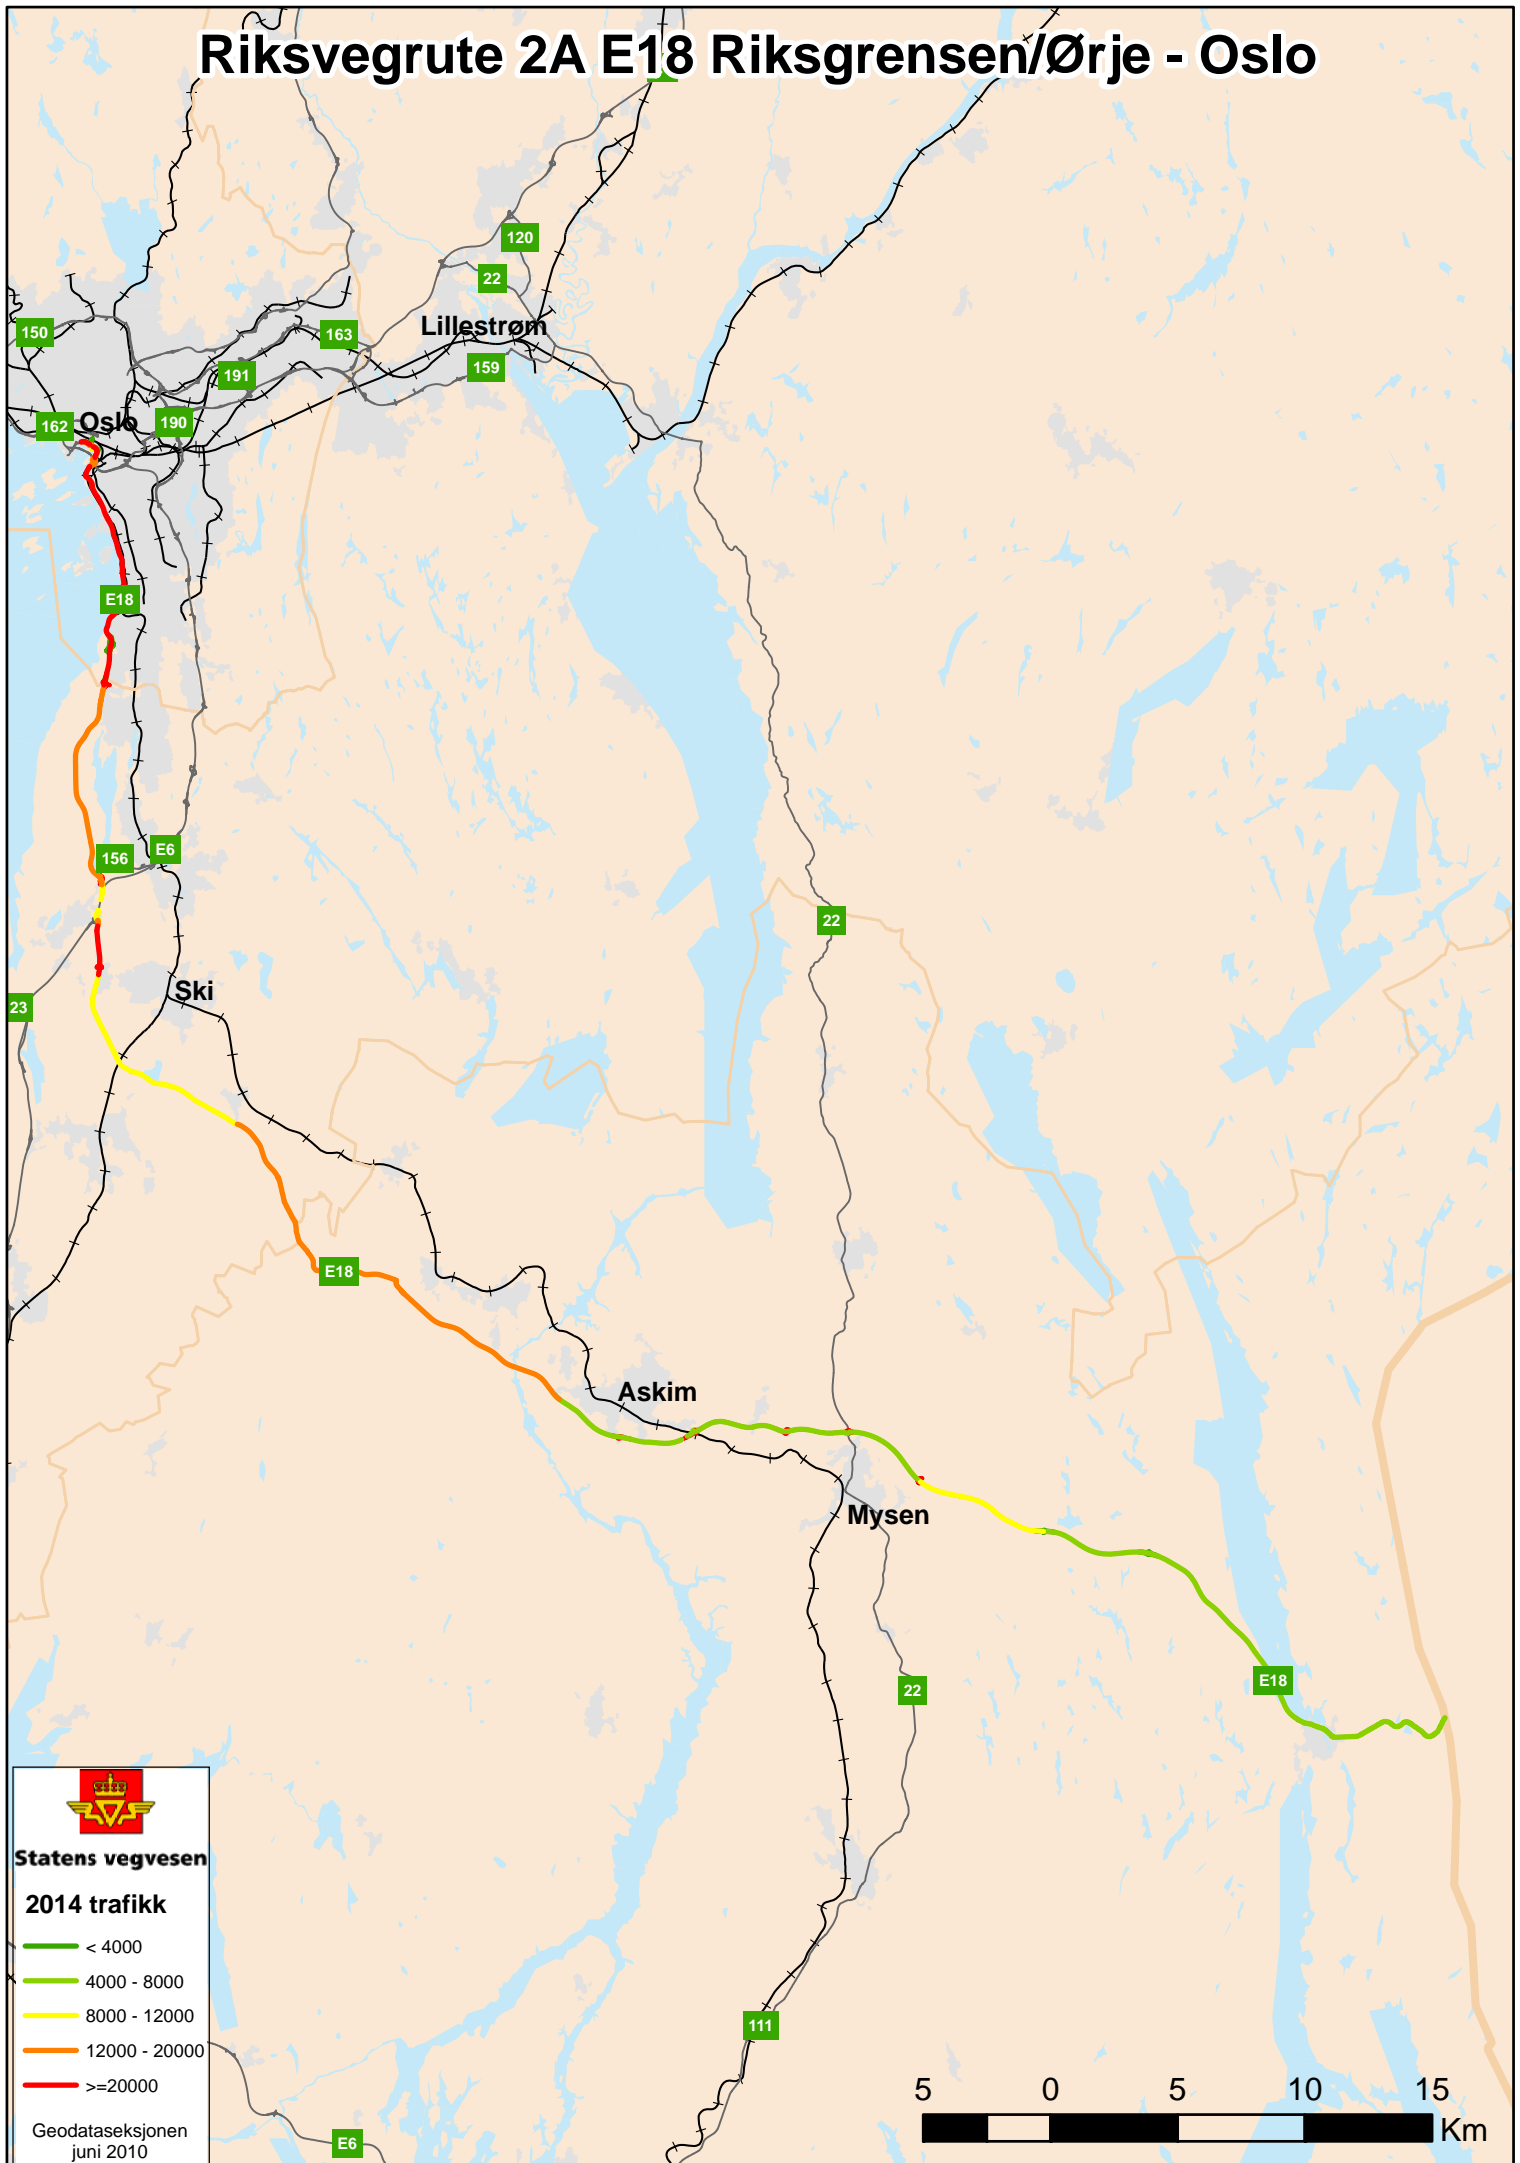 Riksvegrute 2A E18 Riksgrensen/Ørje - Oslo
120
22
150
163
Lillestrøm
159
191
190
162
Oslo
E18
E6
156
22
Ski
23
E18
Askim
Mysen
E18
22
Statens vegvesen
2014 trafikk
< 4000
4000 - 8000
8000 - 12000
12000 - 20000
>=20000
Geodataseksjonen
juni 2010
111
E6
5 0 5 10 15
Km